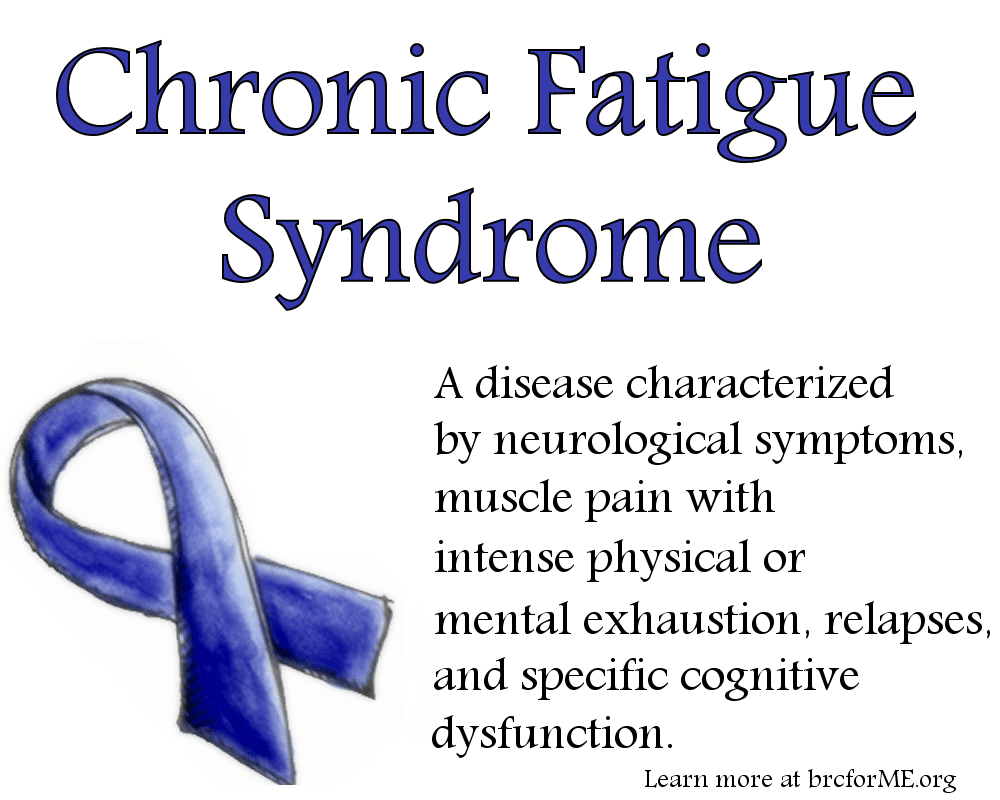 Chronic Fatigue
Syndrome
A disease characterized
by neurological symptoms,
muscle pain with
intense physical or
mental exhaustion, relapses,
and specific cognitive
dysfunction.
Learn more at brcforME.org